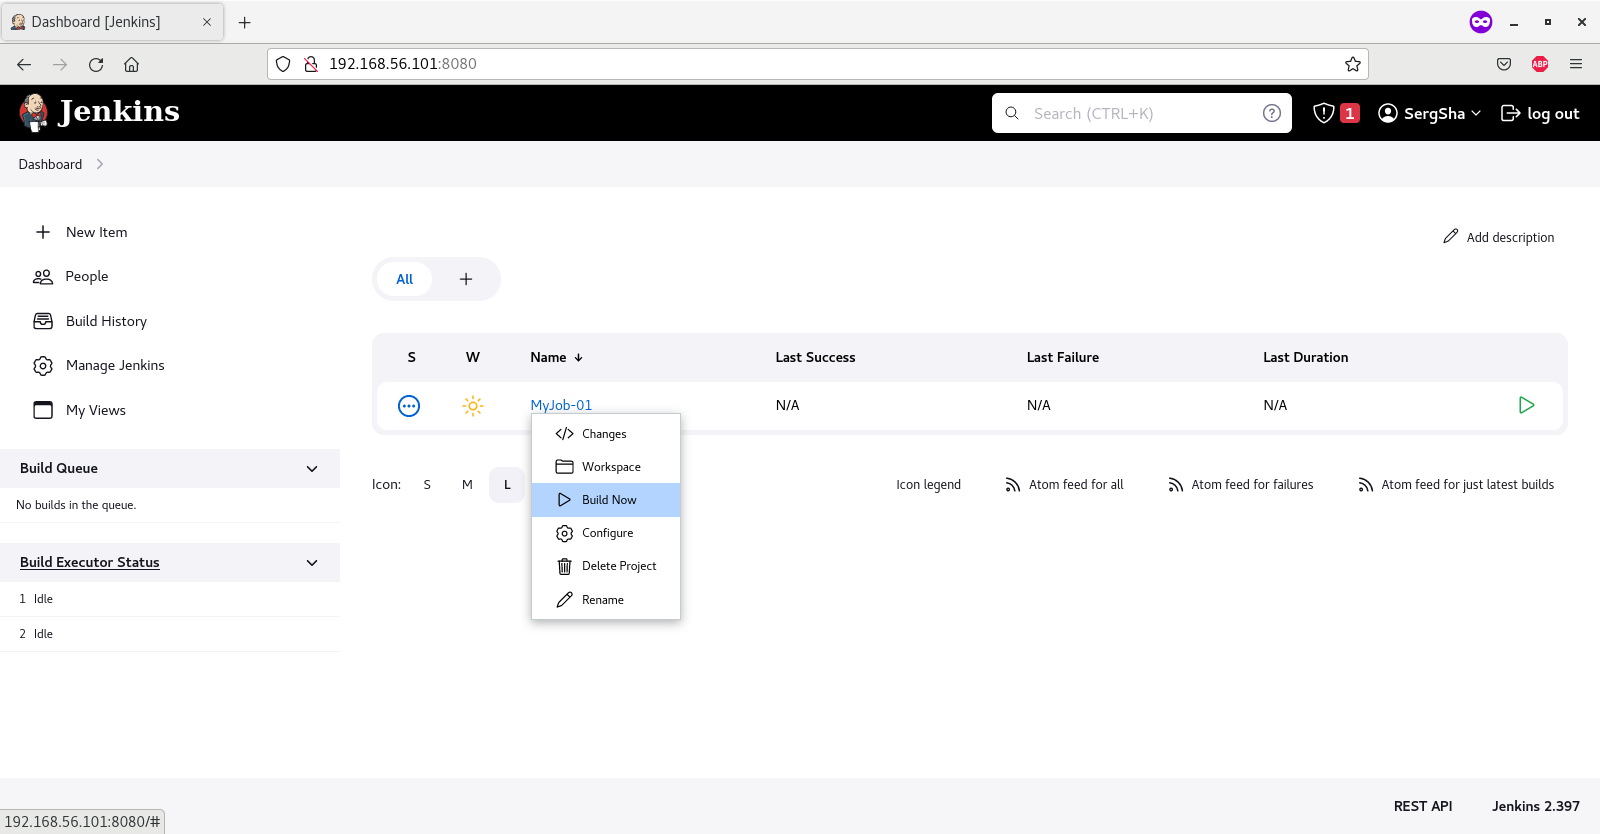 Dashboard [Jenkins]
192.168.56.101:8080
ABP
Jenkins
Search (CTRL+K)
1
SergSha
log out
Dashboard
New Item
People
Build History
Manage Jenkins
My Views
Build Queue
No builds in the queue.
Build Executor Status
1 Idle
2 Idle
Add description
All
S W Name ↓ Last Success Last Failure Last Duration
MyJob-01 N/A N/A N/A
Changes
Workspace
Build Now
Configure
Delete Project
Rename
Icon: S M L
Icon legend
Atom feed for all
Atom feed for failures
Atom feed for just latest builds
REST API
Jenkins 2.397
192.168.56.101:8080/#